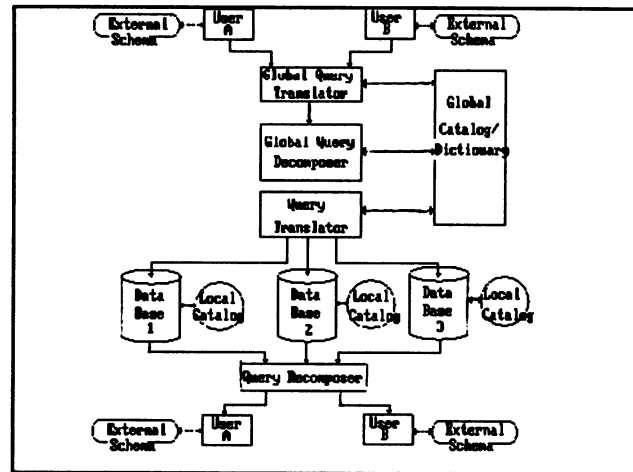 External
Schema
User
A
User
B
External
Schema
Global Query
Translator
Global
Catalog/
Dictionary
Global Query
Decomposer
Query
Translator
Data
Base
1
Local
Catalog
Data
Base
2
Local
Catalog
Data
Base
3
Local
Catalog
Query Decomposer
External
Schema
User
A
User
B
External
Schema